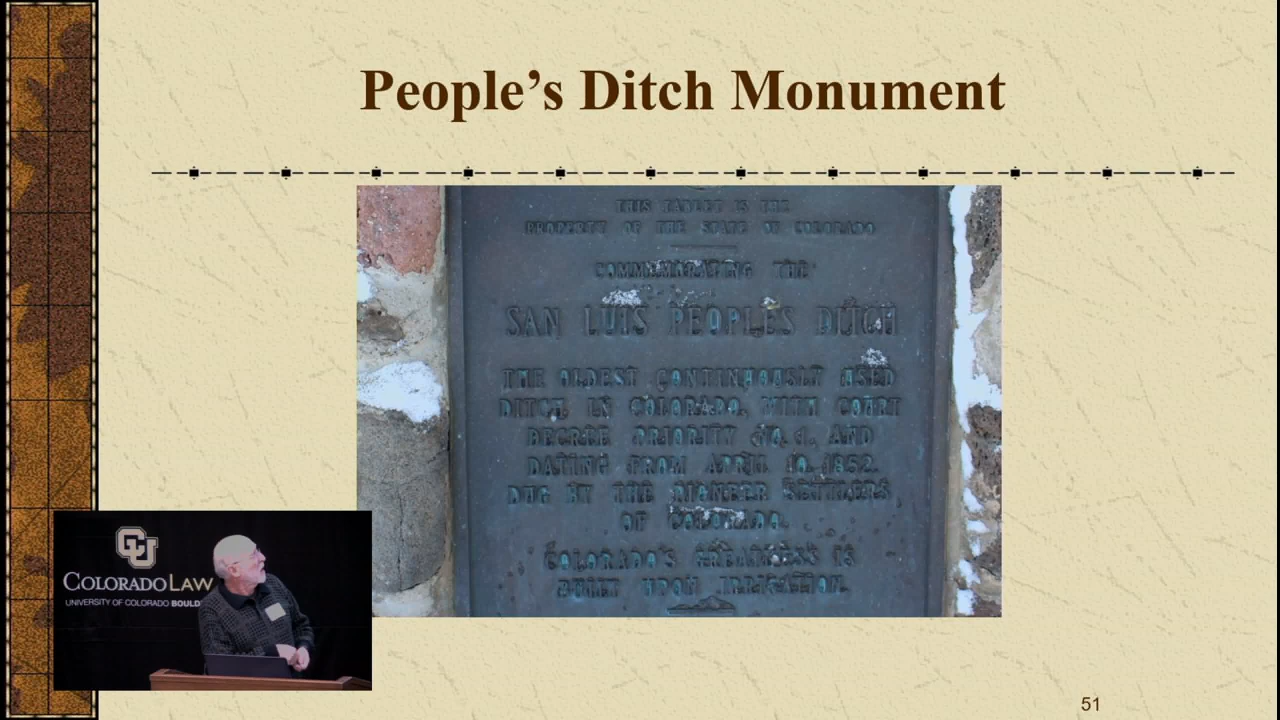 People’s Ditch Monument
THIS TABLET IS THE
PROPERTY OF THE STATE OF COLORADO
COMMEMORATING THE
SAN LUIS PEOPLES DITCH
THE OLDEST CONTINUOUSLY USED
DITCH IN COLORADO, WITH COURT
DECREE PRIORITY NO. 1, AND
DATING FROM APRIL 10, 1852.
DUG BY THE PIONEER SETTLERS
OF COLORADO.
COLORADO'S GREATNESS IS
BUILT UPON IRRIGATION.
CU
COLORADO LAW
UNIVERSITY OF COLORADO BOULD
51